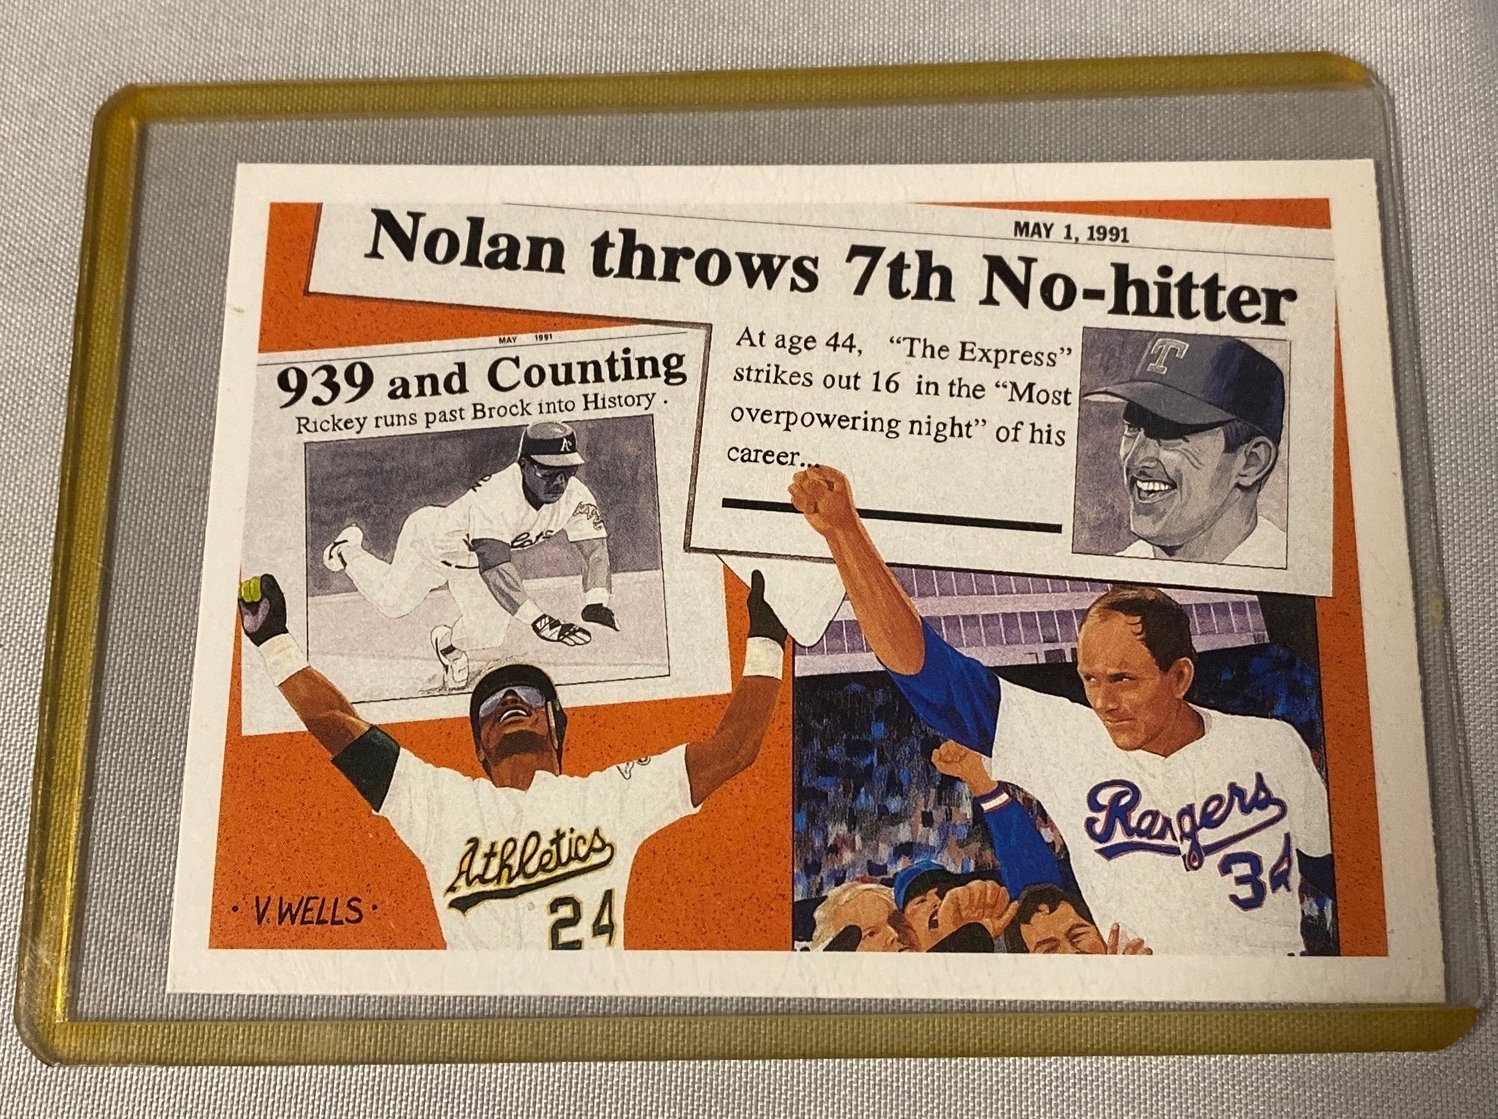 MAY 1, 1991
Nolan throws 7th No-hitter
At age 44, “The Express”
strikes out 16 in the “Most
overpowering night” of his
career...
T
MAY 1991
939 and Counting
Rickey runs past Brock into History.
A's
Athletics
24
Rangers
34
· V. WELLS ·